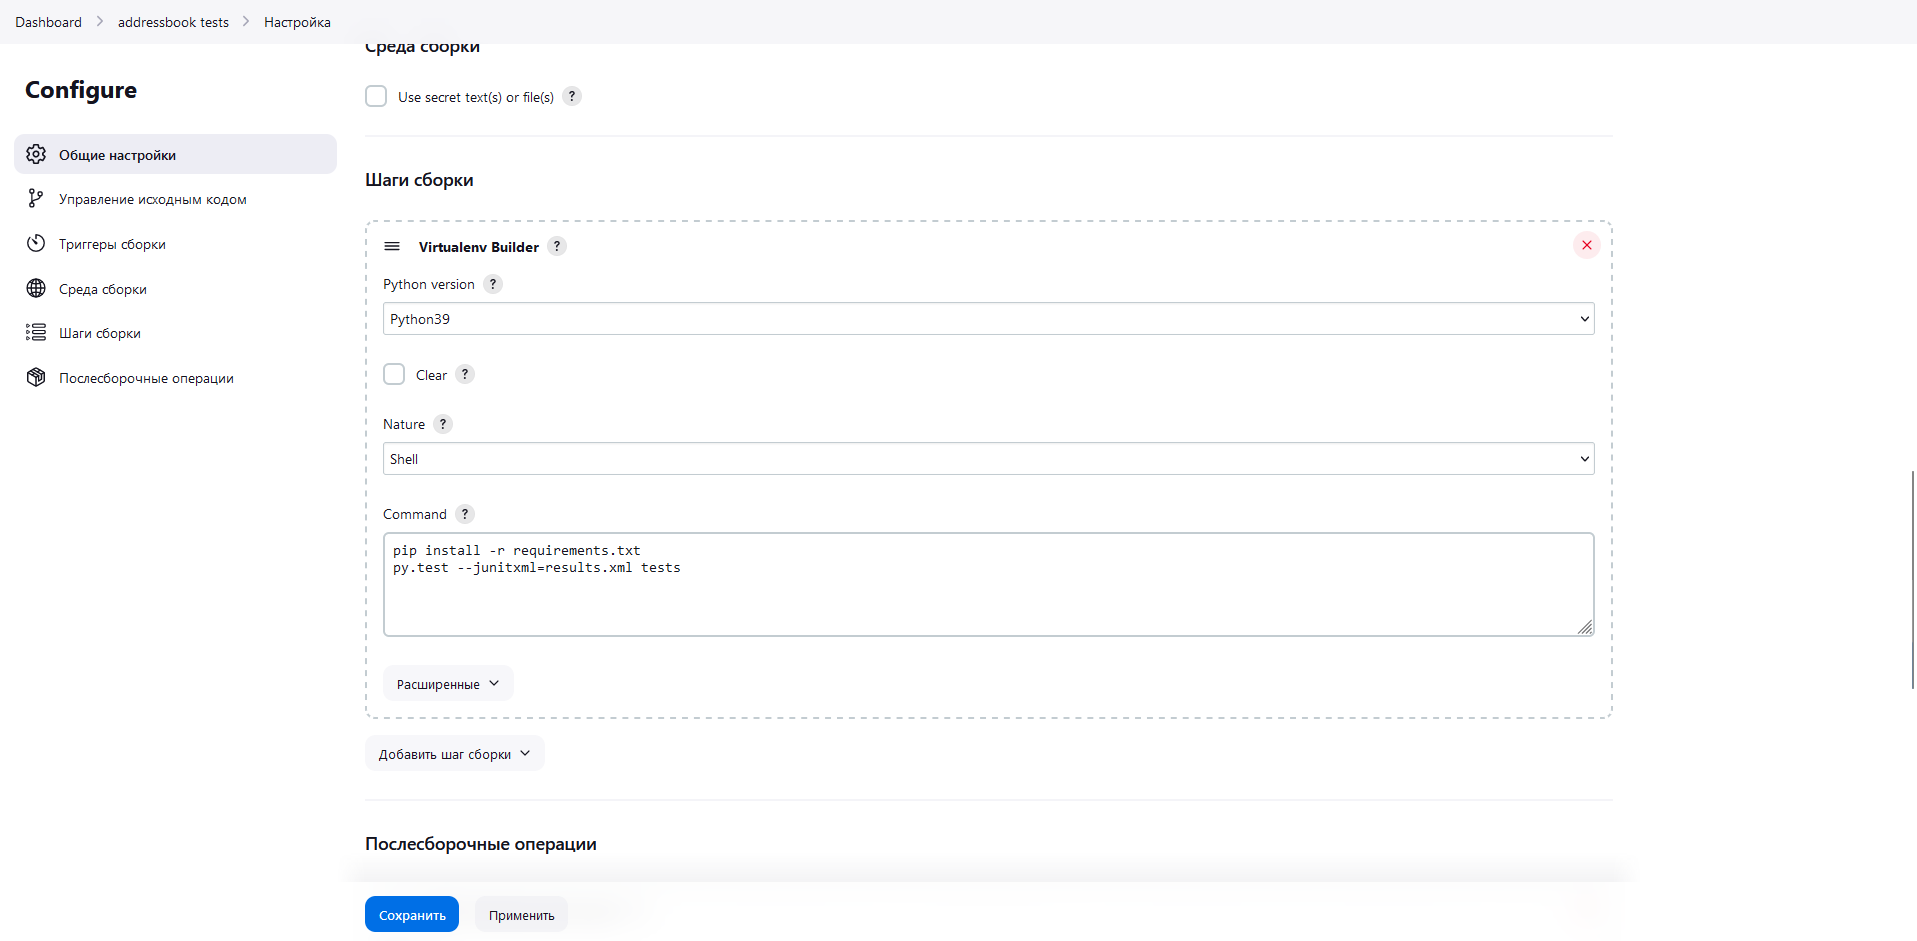 Dashboard
addressbook tests
Настройка
Configure
Общие настройки
Управление исходным кодом
Триггеры сборки
Среда сборки
Шаги сборки
Послесборочные операции
Среда сборки
Use secret text(s) or file(s) ?
Шаги сборки
Virtualenv Builder ?
Python version ?
Python39
Clear ?
Nature ?
Shell
Command ?
pip install -r requirements.txt
py.test --junitxml=results.xml tests
Расширенные
Добавить шаг сборки
Послесборочные операции
Сохранить
Применить